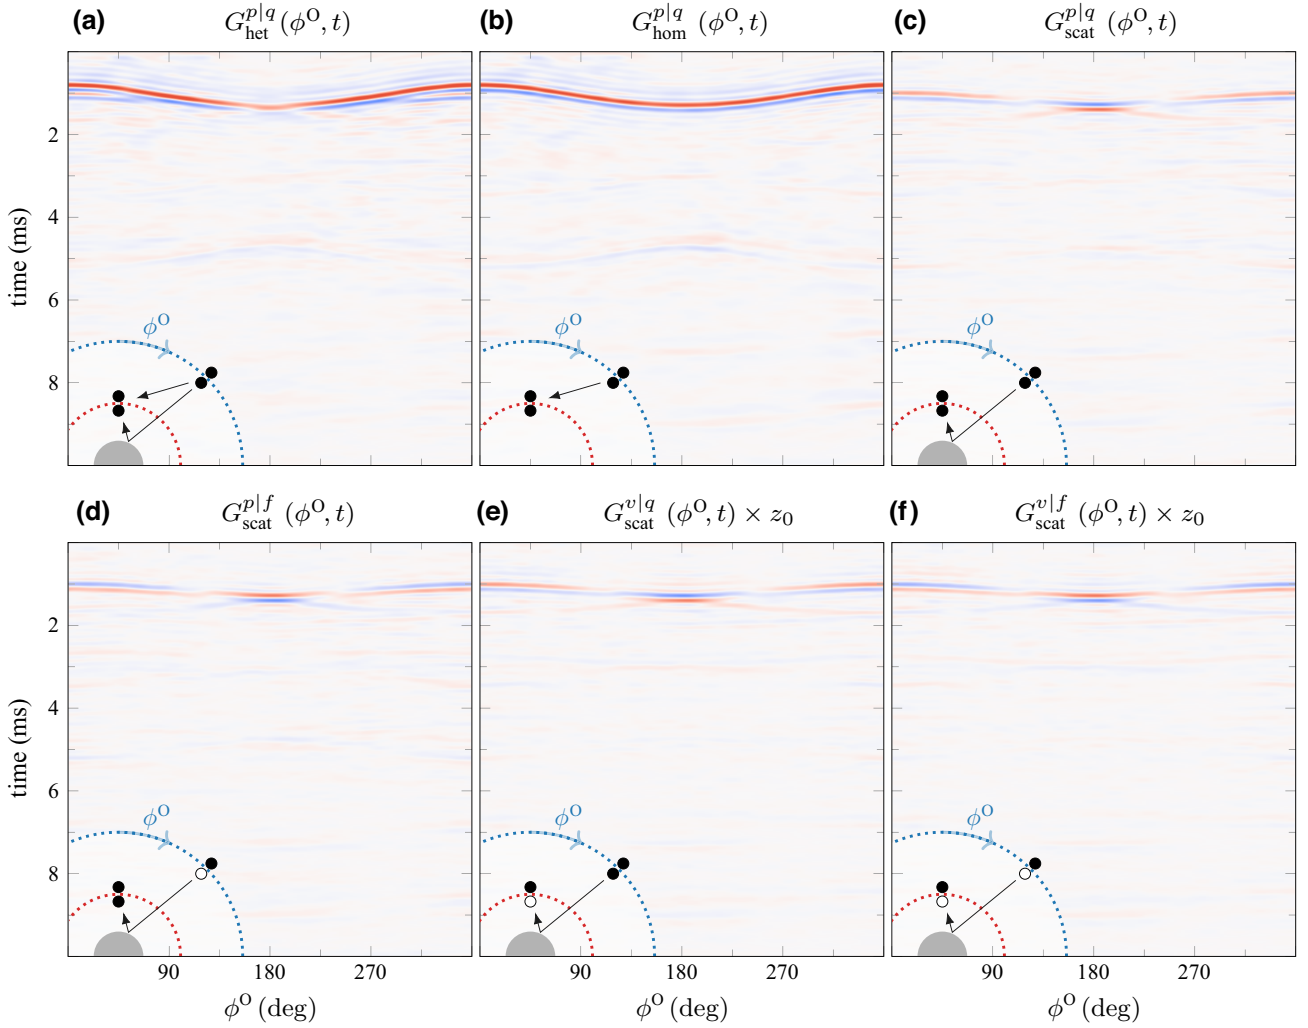 (a) G_het^{p|q}(ϕ^O, t)
(b) G_hom^{p|q} (ϕ^O, t)
(c) G_scat^{p|q} (ϕ^O, t)
time (ms)
2
4
6
8
ϕ^O
ϕ^O
ϕ^O
(d) G_scat^{p|f} (ϕ^O, t)
(e) G_scat^{v|q} (ϕ^O, t) × z_0
(f) G_scat^{v|f} (ϕ^O, t) × z_0
time (ms)
2
4
6
8
ϕ^O
ϕ^O
ϕ^O
90 180 270
90 180 270
90 180 270
ϕ^O (deg)
ϕ^O (deg)
ϕ^O (deg)